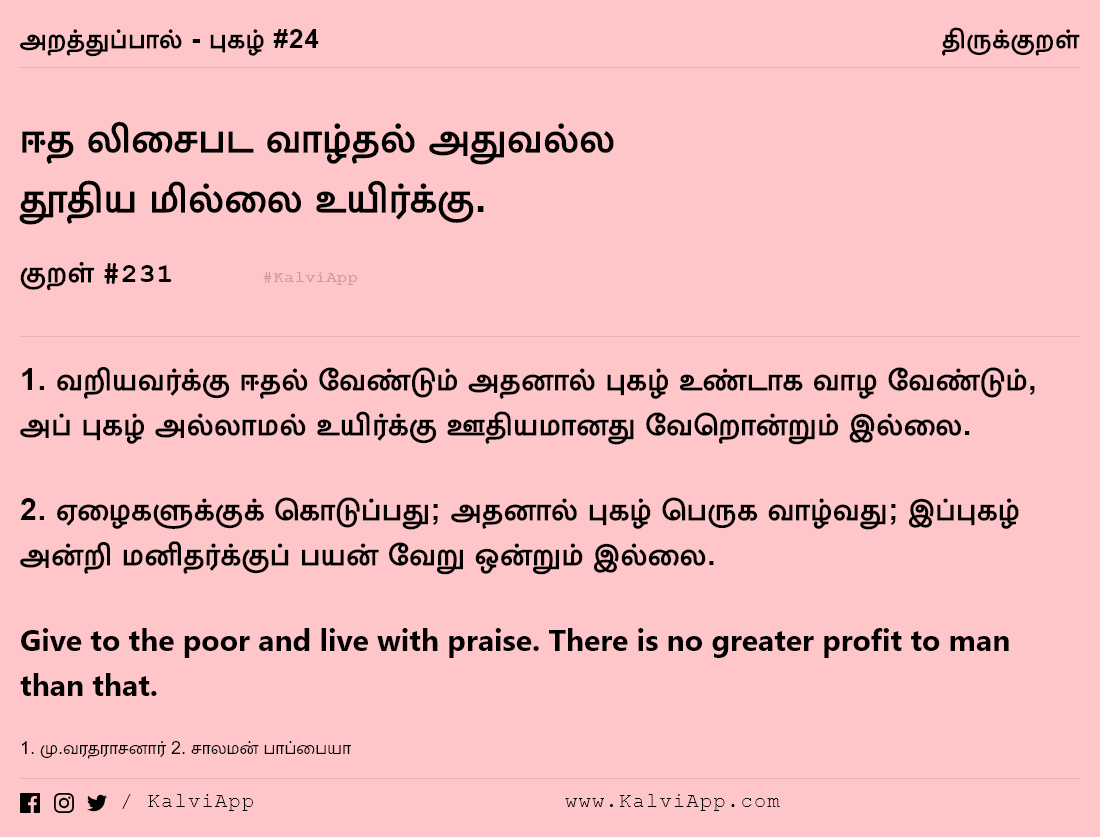 அறத்துப்பால் - புகழ் #24
திருக்குறள்
ஈத லிசைபட வாழ்தல் அதுவல்ல
தூதிய மில்லை உயிர்க்கு.
குறள் #231
#KalviApp
1. வறியவர்க்கு ஈதல் வேண்டும் அதனால் புகழ் உண்டாக வாழ வேண்டும்,
அப் புகழ் அல்லாமல் உயிர்க்கு ஊதியமானது வேறொன்றும் இல்லை.
2. ஏழைகளுக்குக் கொடுப்பது; அதனால் புகழ் பெருக வாழ்வது; இப்புகழ்
அன்றி மனிதர்க்குப் பயன் வேறு ஒன்றும் இல்லை.
Give to the poor and live with praise. There is no greater profit to man
than that.
1. மு.வரதராசனார் 2. சாலமன் பாப்பையா
/ KalviApp
www.KalviApp.com